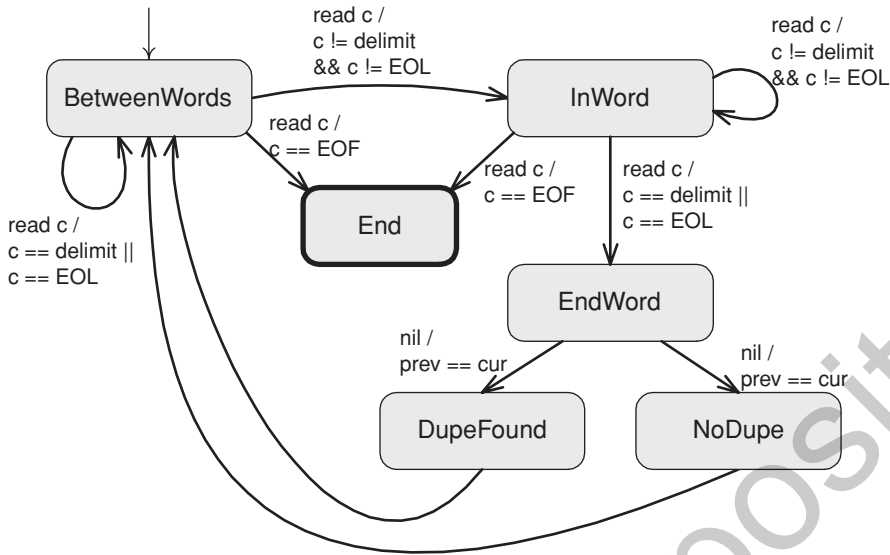 read c /
c != delimit
&& c != EOL
read c /
c != delimit
&& c != EOL
BetweenWords
InWord
read c /
c == EOF
read c /
c == EOF
read c /
c == delimit ||
c == EOL
End
read c /
c == delimit ||
c == EOL
EndWord
nil /
prev == cur
nil /
prev == cur
DupeFound
NoDupe